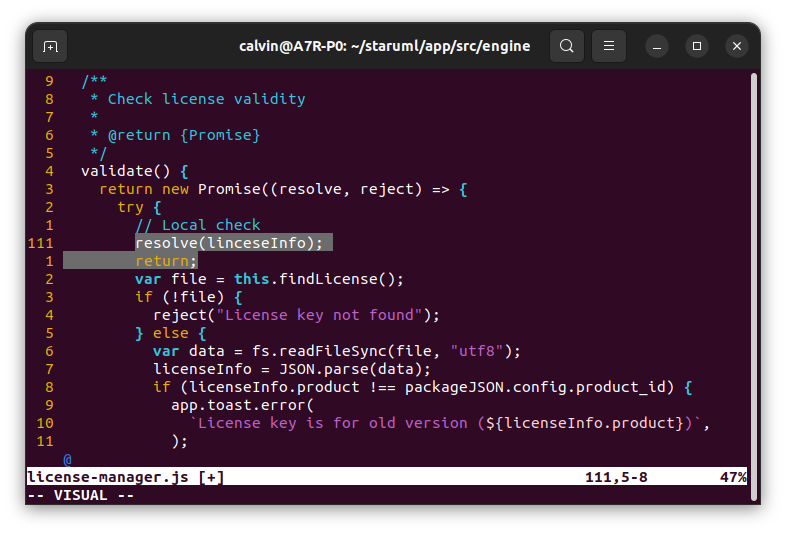 calvin@A7R-P0: ~/staruml/app/src/engine
9 /**
8 * Check license validity
7 *
6 * @return {Promise}
5 */
4 validate() {
3 return new Promise((resolve, reject) => {
2 try {
1 // Local check
111 resolve(linceseInfo);
1 return;
2 var file = this.findLicense();
3 if (!file) {
4 reject("License key not found");
5 } else {
6 var data = fs.readFileSync(file, "utf8");
7 licenseInfo = JSON.parse(data);
8 if (licenseInfo.product !== packageJSON.config.product_id) {
9 app.toast.error(
10 `License key is for old version (${licenseInfo.product})`,
11 );
@
license-manager.js [+] 111,5-8 47%
-- VISUAL --